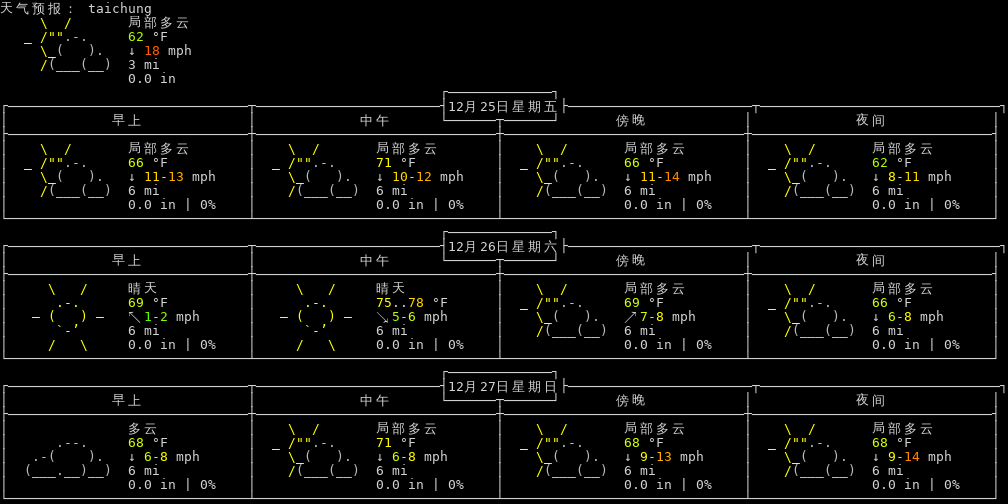 天气预报： taichung
局部多云
62 °F
↓ 18 mph
3 mi
0.0 in
12月25日星期五
早上 中午 傍晚 夜间
局部多云 局部多云 局部多云 局部多云
66 °F 71 °F 66 °F 62 °F
↓ 11-13 mph ↓ 10-12 mph ↓ 11-14 mph ↓ 8-11 mph
6 mi 6 mi 6 mi 6 mi
0.0 in | 0% 0.0 in | 0% 0.0 in | 0% 0.0 in | 0%
12月26日星期六
早上 中午 傍晚 夜间
晴天 晴天 局部多云 局部多云
69 °F 75..78 °F 69 °F 66 °F
↖ 1-2 mph ↘ 5-6 mph ↗ 7-8 mph ↓ 6-8 mph
6 mi 6 mi 6 mi 6 mi
0.0 in | 0% 0.0 in | 0% 0.0 in | 0% 0.0 in | 0%
12月27日星期日
早上 中午 傍晚 夜间
多云 局部多云 局部多云 局部多云
68 °F 71 °F 68 °F 68 °F
↓ 6-8 mph ↓ 6-8 mph ↓ 9-13 mph ↓ 9-14 mph
6 mi 6 mi 6 mi 6 mi
0.0 in | 0% 0.0 in | 0% 0.0 in | 0% 0.0 in | 0%